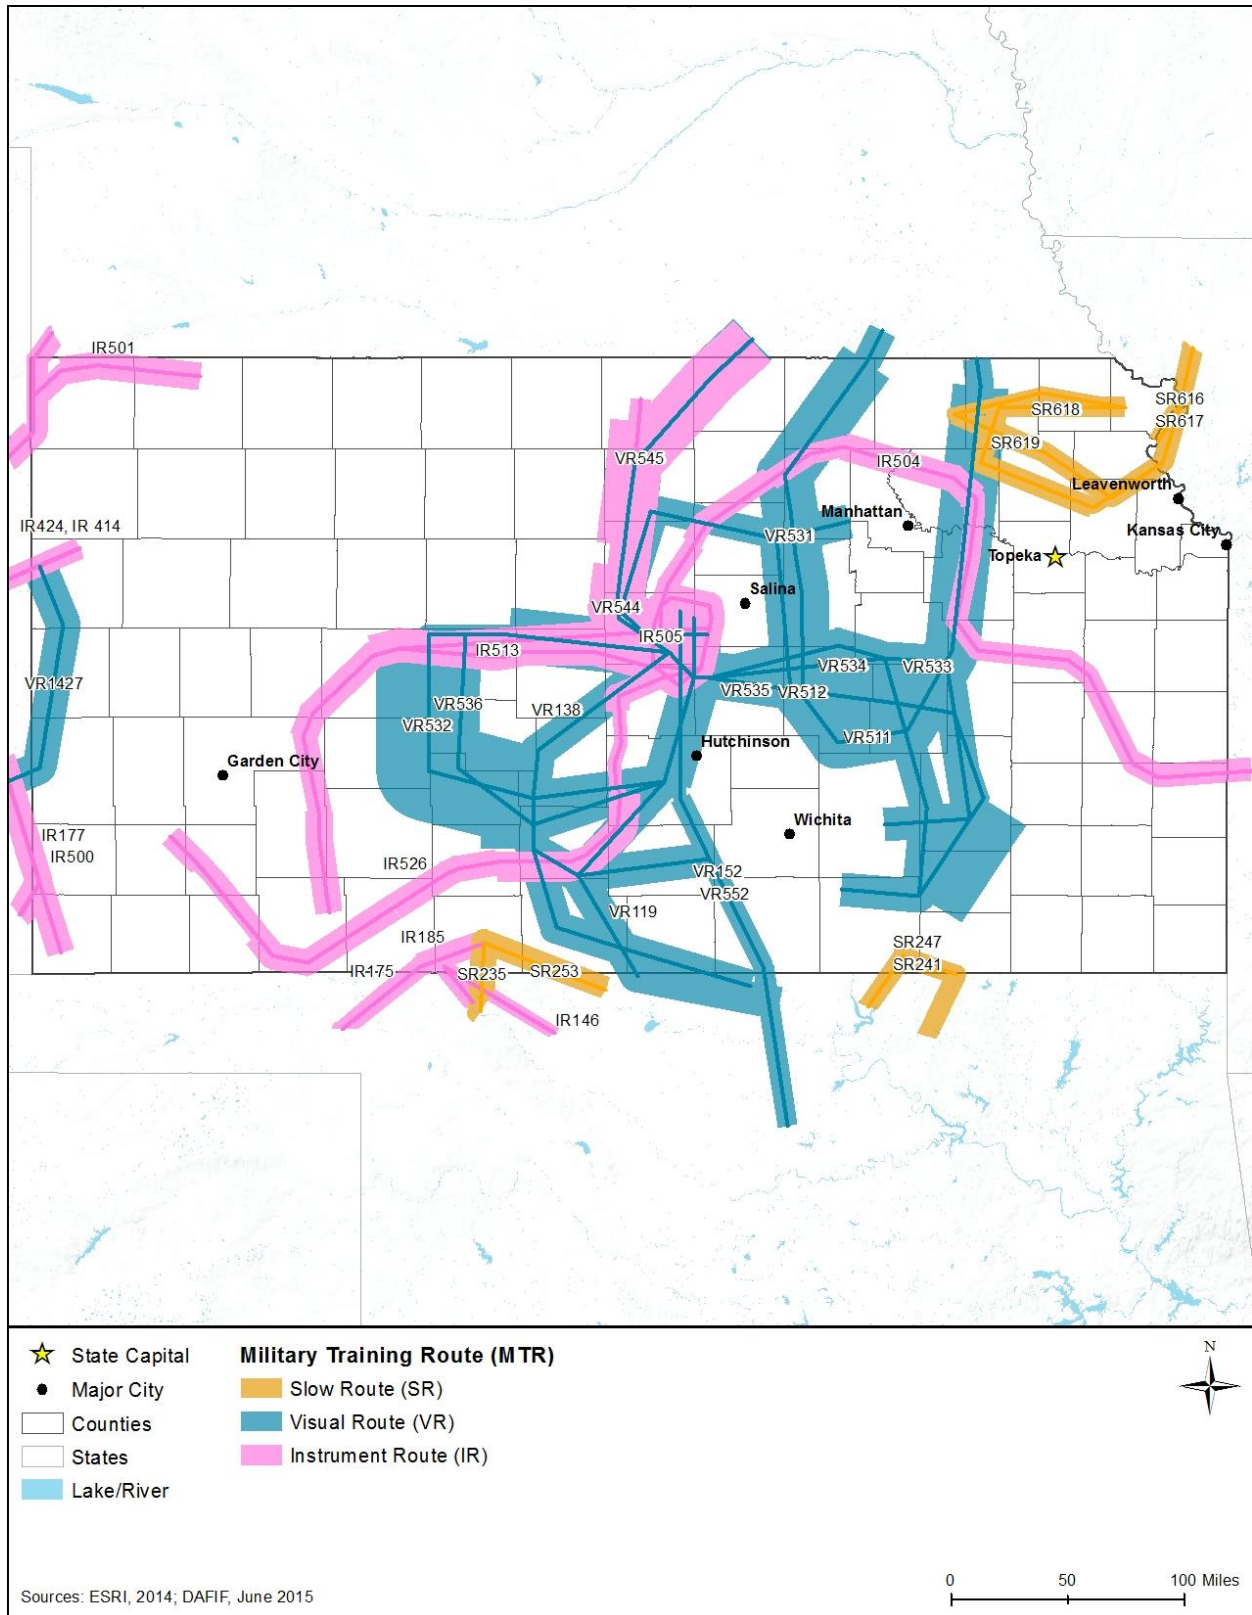 IR501
SR616
SR617
SR618
SR619
VR545
IR504
Leavenworth
IR424, IR 414
Manhattan
Kansas City
VR531
Topeka
Salina
VR544
IR505
IR513
VR534
VR533
VR1427
VR535
VR512
VR536
VR138
VR532
VR511
Hutchinson
Garden City
Wichita
IR177
IR500
IR526
VR152
VR552
VR119
IR185
SR247
IR175
SR235
SR253
SR241
IR146
State Capital
Major City
Counties
States
Lake/River
Military Training Route (MTR)
Slow Route (SR)
Visual Route (VR)
Instrument Route (IR)
N
Sources: ESRI, 2014; DAFIF, June 2015
0 50 100 Miles